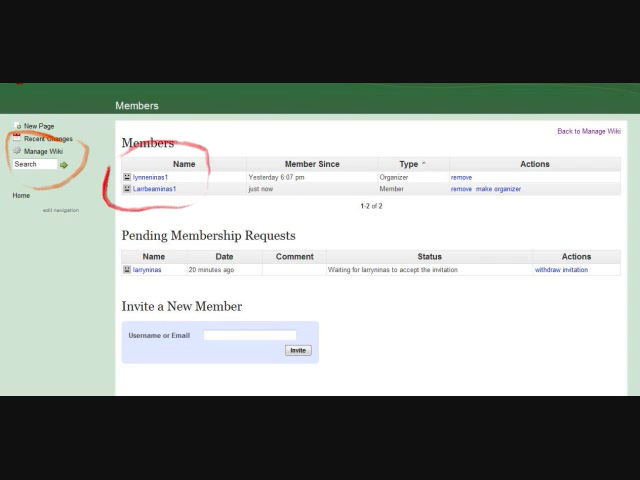 Members
New Page
Recent Changes
Manage Wiki
Search
Home
edit navigation
Back to Manage Wiki
Members
Name Member Since Type Actions
lynneninas1 Yesterday 6:07 pm Organizer remove
Larrbeaminas1 just now Member remove make organizer
1-2 of 2
Pending Membership Requests
Name Date Comment Status Actions
larryninas 20 minutes ago Waiting for larryninas to accept the invitation withdraw invitation
Invite a New Member
Username or Email
Invite